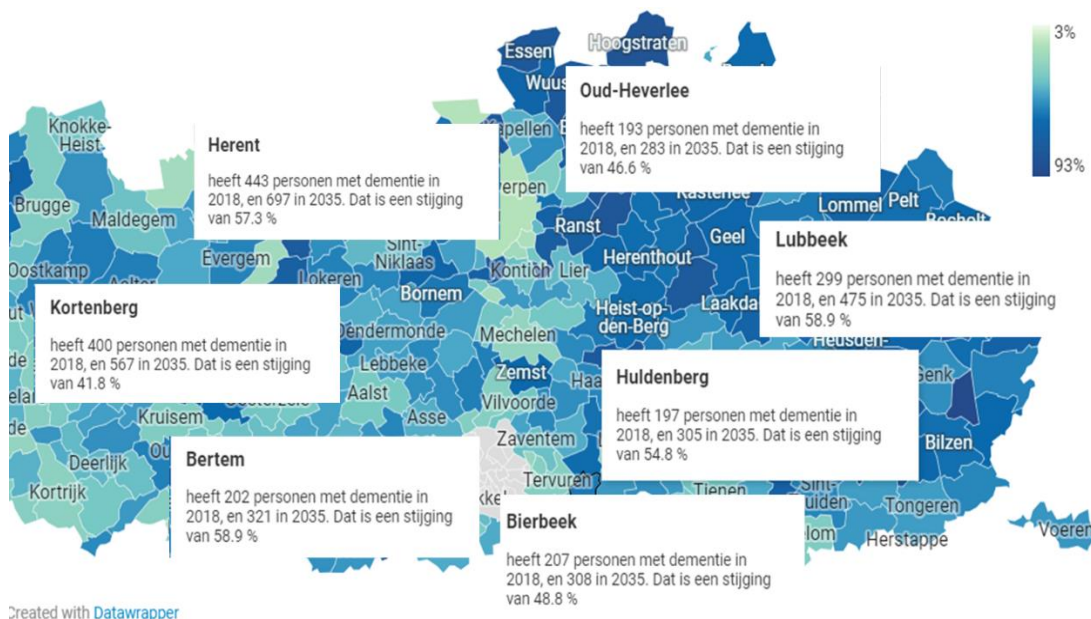 3%
93%
Essen
Hoogstraten
Wuus
Oud-Heverlee
heeft 193 personen met dementie in
2018, en 283 in 2035. Dat is een stijging
van 46.6 %
Knokke-
Heist-
Herent
heeft 443 personen met dementie in
2018, en 697 in 2035. Dat is een stijging
van 57.3 %
Brugge
Maldegem
Ranst
Lommel
Pelt
Geel
Evergem
Sint-
Niklaas
Kontich
Lier
Herenthout
Lokeren
Bornem
Lubbeek
heeft 299 personen met dementie in
2018, en 475 in 2035. Dat is een stijging
van 58.9 %
Kortenberg
heeft 400 personen met dementie in
2018, en 567 in 2035. Dat is een stijging
van 41.8 %
Heist-op-
den-Berg
Laakda
Mechelen
Lebbeke
Zemst
Aalst
Vilvoorde
Huldenberg
heeft 197 personen met dementie in
2018, en 305 in 2035. Dat is een stijging
van 54.8 %
Kruisem
Asse
Zaventem
Bilzen
Deerlijk
Kortrijk
Bertem
heeft 202 personen met dementie in
2018, en 321 in 2035. Dat is een stijging
van 58.9 %
Tervuren
Tienen
Sint-
Tongeren
Herstappe
Voeren
Bierbeek
heeft 207 personen met dementie in
2018, en 308 in 2035. Dat is een stijging
van 48.8 %
Created with Datawrapper